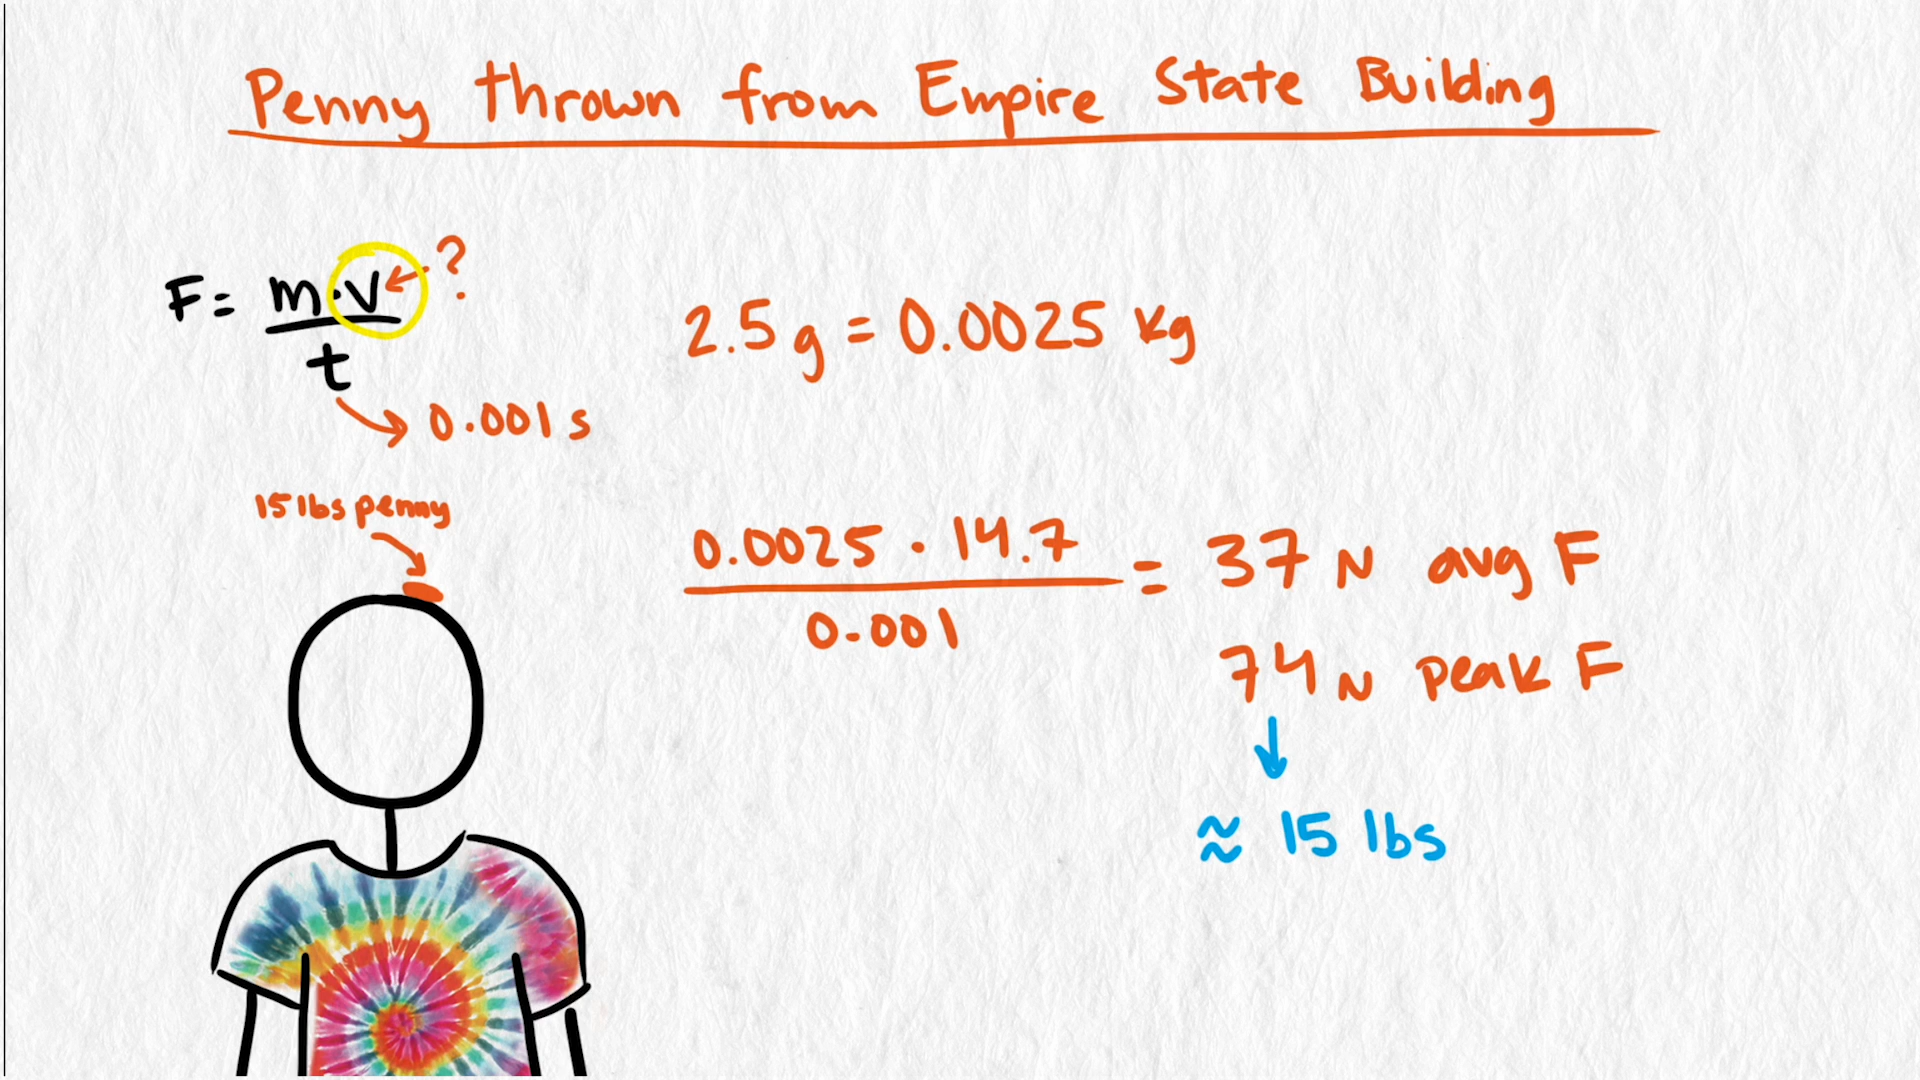 Penny thrown from Empire State Building
F = m·v ?
t
0.001 s
2.5 g = 0.0025 kg
15 lbs penny
0.0025 · 14.7
0.001
= 37 N avg F
74 N peak F
≈ 15 lbs